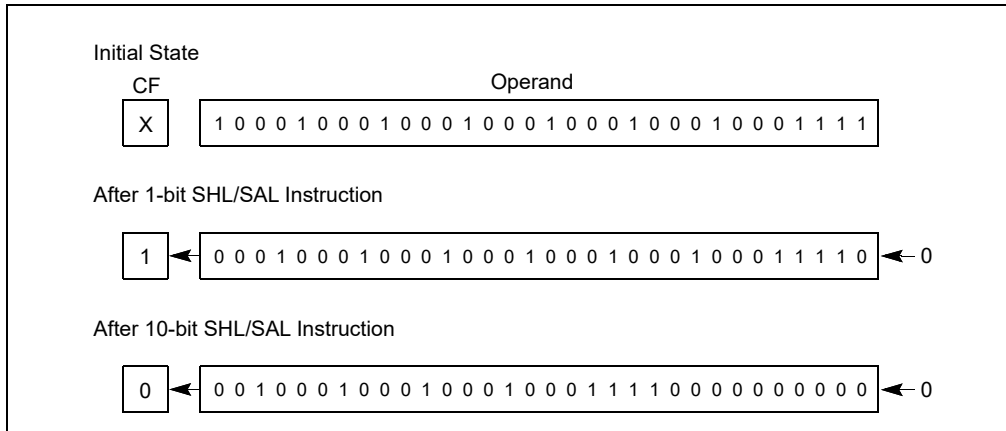 Initial State
CF Operand
X 1 0 0 0 1 0 0 0 1 0 0 0 1 0 0 0 1 0 0 0 1 0 0 0 1 0 0 0 1 1 1 1
After 1-bit SHL/SAL Instruction
1 0 0 0 1 0 0 0 1 0 0 0 1 0 0 0 1 0 0 0 1 0 0 0 1 0 0 0 1 1 1 1 0 0
After 10-bit SHL/SAL Instruction
0 0 0 1 0 0 0 1 0 0 0 1 0 0 0 1 0 0 0 1 1 1 1 0 0 0 0 0 0 0 0 0 0 0